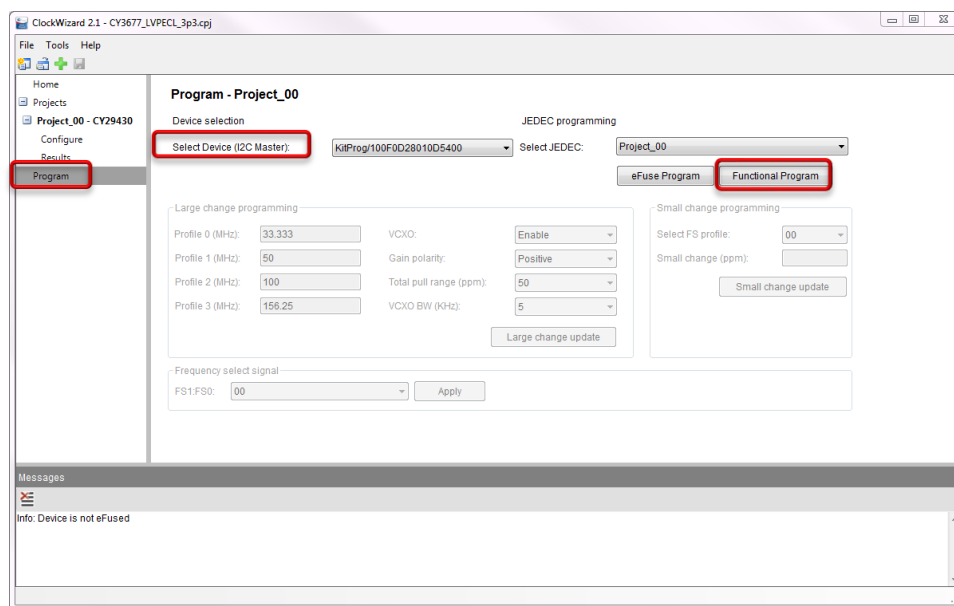 ClockWizard 2.1 - CY3677_LVPECL_3p3.cpj
File Tools Help
Home
Projects
Project_00 - CY29430
Configure
Results
Program
Program - Project_00
Device selection
JEDEC programming
Select Device (I2C Master):
KitProg/100F0D28010D5400
Select JEDEC:
Project_00
eFuse Program
Functional Program
Large change programming
Profile 0 (MHz): 33.333 VCXO: Enable
Profile 1 (MHz): 50 Gain polarity: Positive
Profile 2 (MHz): 100 Total pull range (ppm): 50
Profile 3 (MHz): 156.25 VCXO BW (KHz): 5
Large change update
Small change programming
Select FS profile: 00
Small change (ppm):
Small change update
Frequency select signal
FS1:FS0: 00 Apply
Messages
Info: Device is not eFused